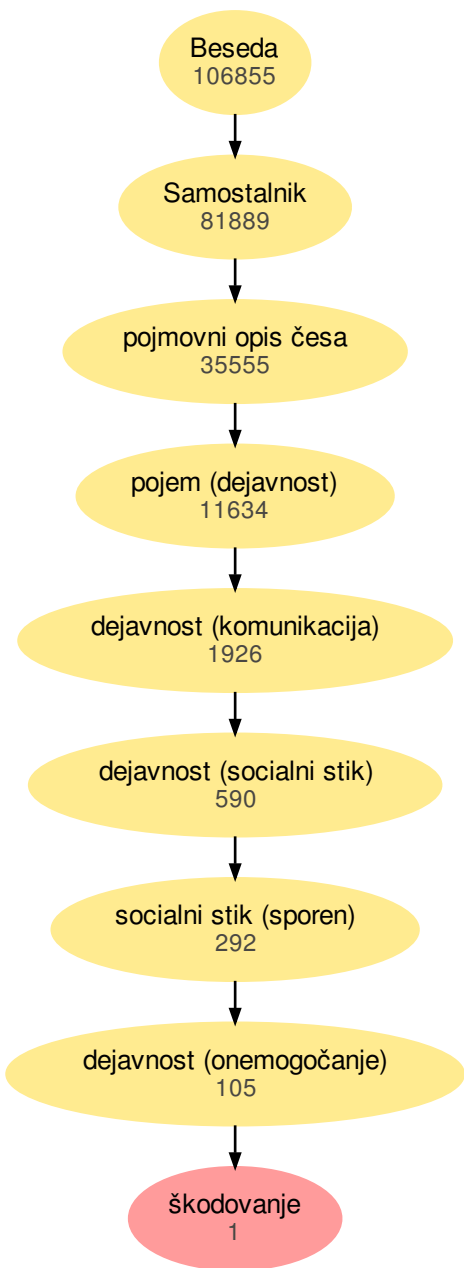 Beseda
106855
Samostalnik
81889
pojmovni opis česa
35555
pojem (dejavnost)
11634
dejavnost (komunikacija)
1926
dejavnost (socialni stik)
590
socialni stik (sporen)
292
dejavnost (onemogočanje)
105
škodovanje
1